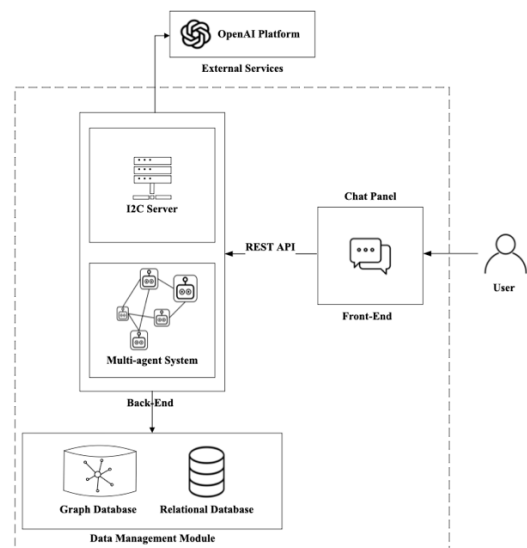 OpenAI Platform
External Services
I2C Server
Chat Panel
REST API
User
Front-End
Multi-agent System
Back-End
Graph Database
Relational Database
Data Management Module